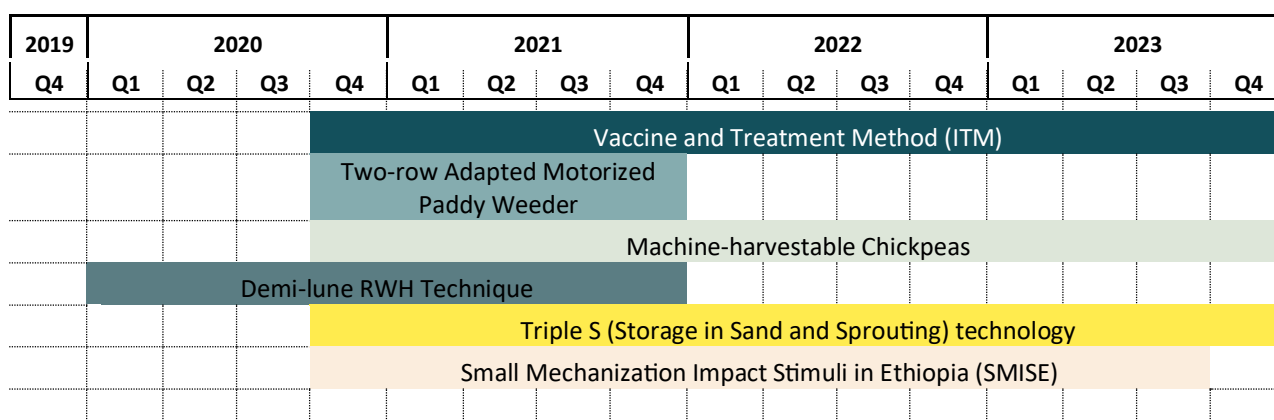 2019 2020 2021 2022 2023
Q4 Q1 Q2 Q3 Q4 Q1 Q2 Q3 Q4 Q1 Q2 Q3 Q4 Q1 Q2 Q3 Q4
Vaccine and Treatment Method (ITM)
Two-row Adapted Motorized
Paddy Weeder
Machine-harvestable Chickpeas
Demi-lune RWH Technique
Triple S (Storage in Sand and Sprouting) technology
Small Mechanization Impact Stimuli in Ethiopia (SMISE)